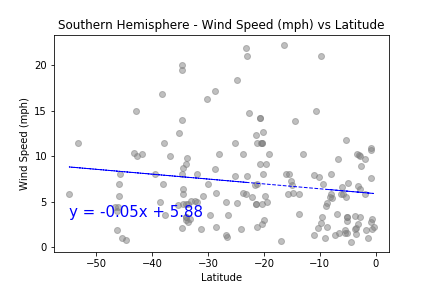 Southern Hemisphere - Wind Speed (mph) vs Latitude
Wind Speed (mph)
20
15
10
5
0
y = -0.05x + 5.88
−50
−40
−30
−20
−10
0
Latitude